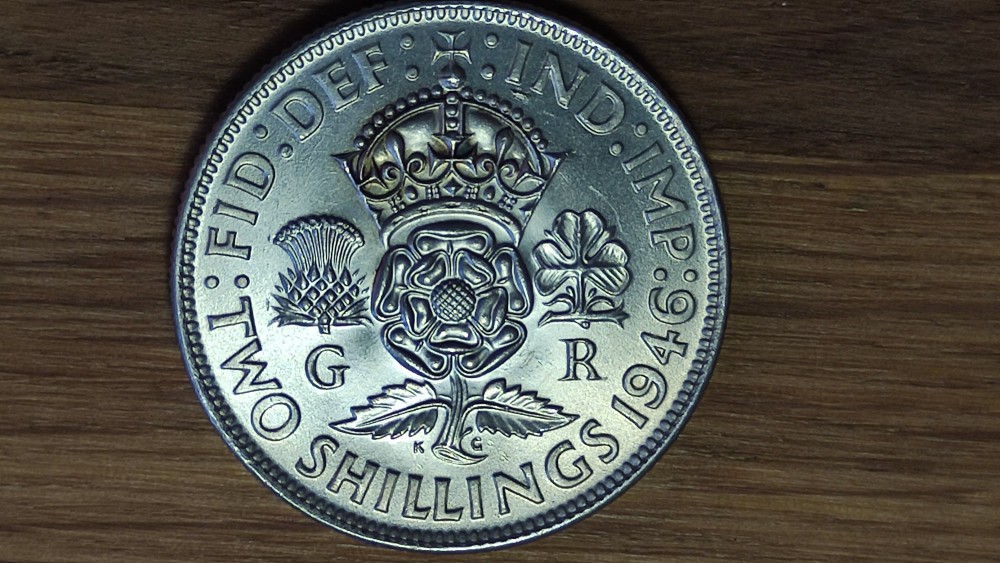 FID : DEF : IND : IMP : 1946
TWO SHILLINGS
G R
K G